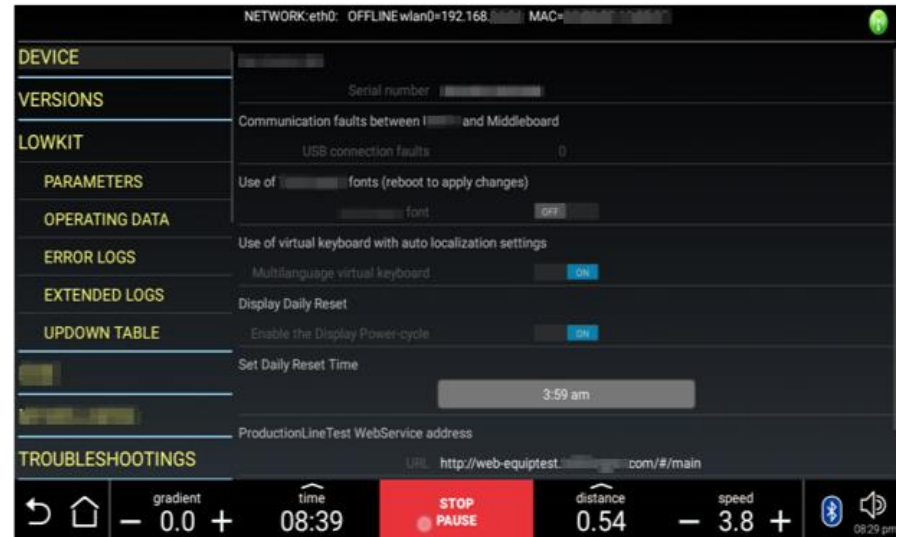 NETWORK:eth0: OFFLINE wlan0=192.168. MAC=
DEVICE
VERSIONS
LOWKIT
PARAMETERS
OPERATING DATA
ERROR LOGS
EXTENDED LOGS
UPDOWN TABLE
TROUBLESHOOTINGS
Serial number
Communication faults between and Middleboard
USB connection faults 0
Use of fonts (reboot to apply changes)
font OFF
Use of virtual keyboard with auto localization settings
Multilanguage virtual keyboard ON
Display Daily Reset
Enable the Display Power-cycle ON
Set Daily Reset Time
3:59 am
ProductionLineTest WebService address
URL http://web-equiptest. com/#/main
gradient
− 0.0 +
time
08:39
STOP
PAUSE
distance
0.54
speed
− 3.8 +
08:29 pm